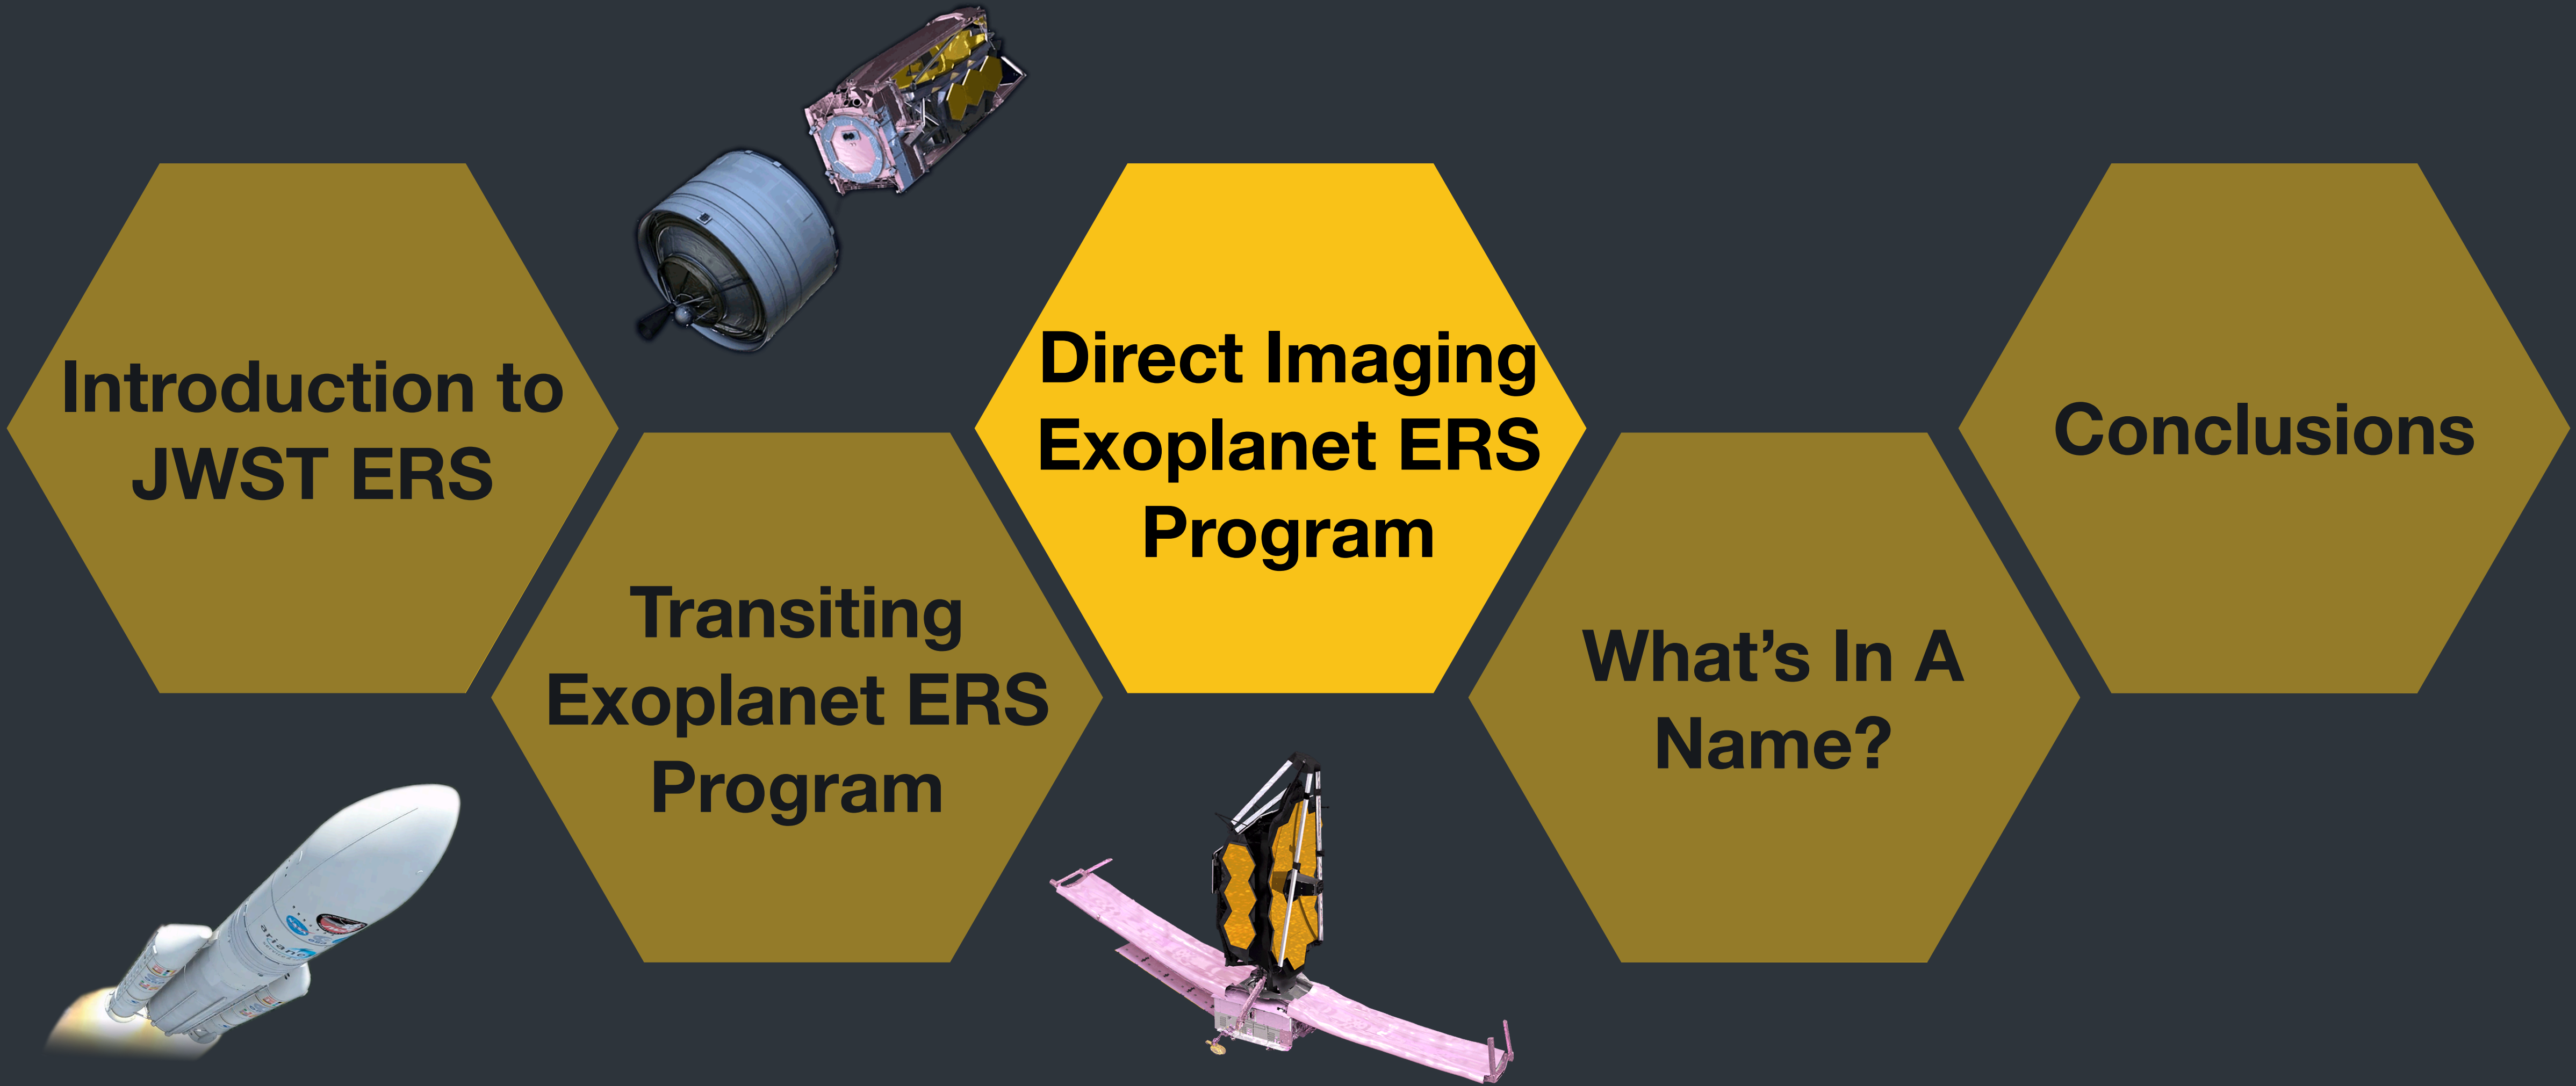 Introduction to
JWST ERS
Transiting
Exoplanet ERS
Program
Direct Imaging
Exoplanet ERS
Program
What’s In A
Name?
Conclusions